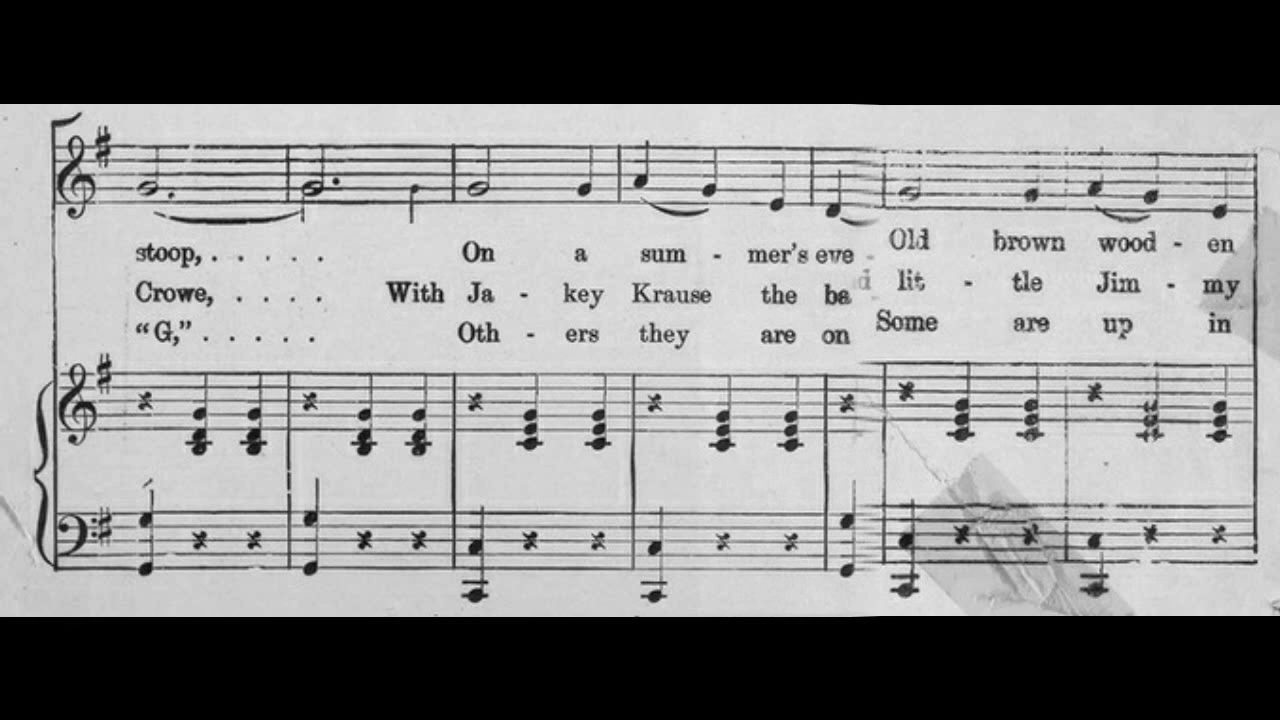 stoop,. . . . . On a sum - mer's eve - Old brown wood - en
Crowe, . . . . With Ja - key Krause the ba d lit - tle Jim - my
"G," . . . . . Oth - ers they are on Some are up in